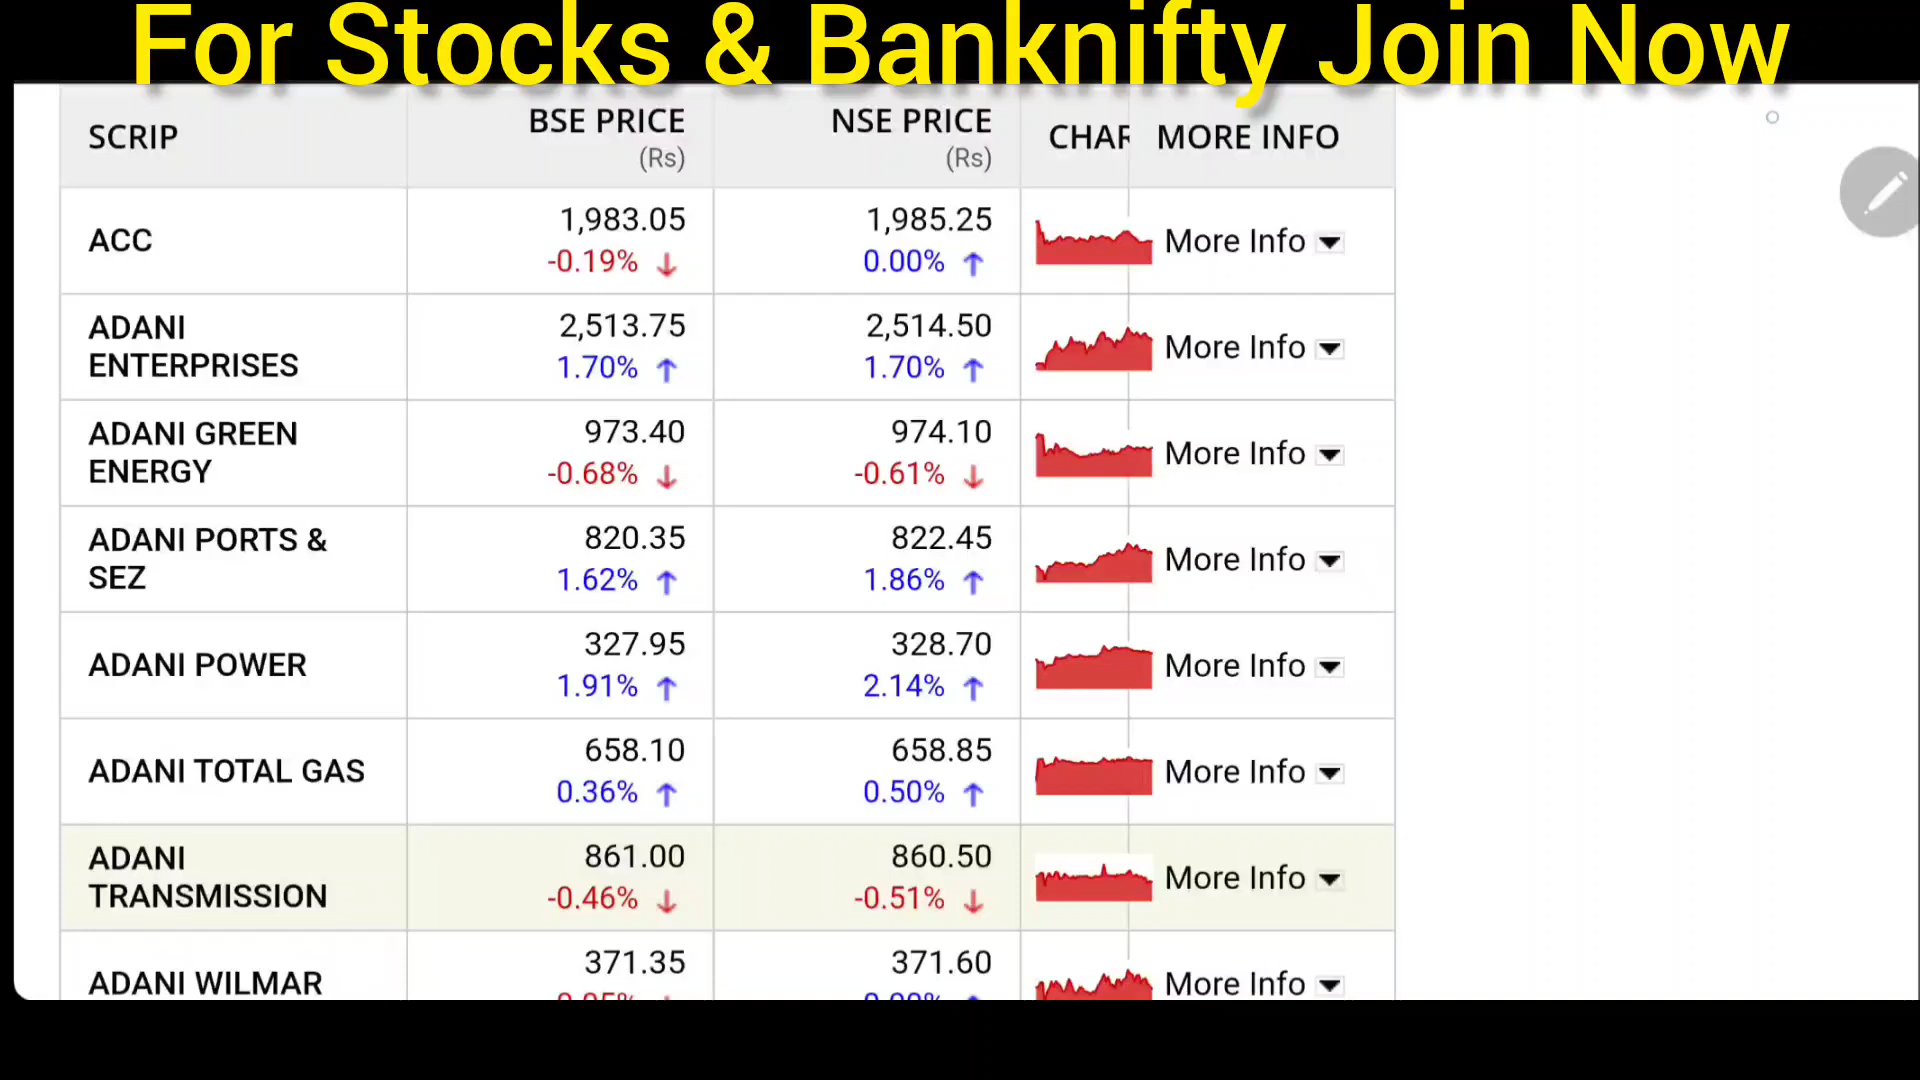 For Stocks & Banknifty Join Now
SCRIP
BSE PRICE
(Rs)
NSE PRICE
(Rs)
MORE INFO
ACC
1,983.05
-0.19% ↓
1,985.25
0.00% ↑
More Info
ADANI
ENTERPRISES
2,513.75
1.70% ↑
2,514.50
1.70% ↑
More Info
ADANI GREEN
ENERGY
973.40
-0.68% ↓
974.10
-0.61% ↓
More Info
ADANI PORTS &
SEZ
820.35
1.62% ↑
822.45
1.86% ↑
More Info
ADANI POWER
327.95
1.91% ↑
328.70
2.14% ↑
More Info
ADANI TOTAL GAS
658.10
0.36% ↑
658.85
0.50% ↑
More Info
ADANI
TRANSMISSION
861.00
-0.46% ↓
860.50
-0.51% ↓
More Info
ADANI WILMAR
371.35
371.60
More Info